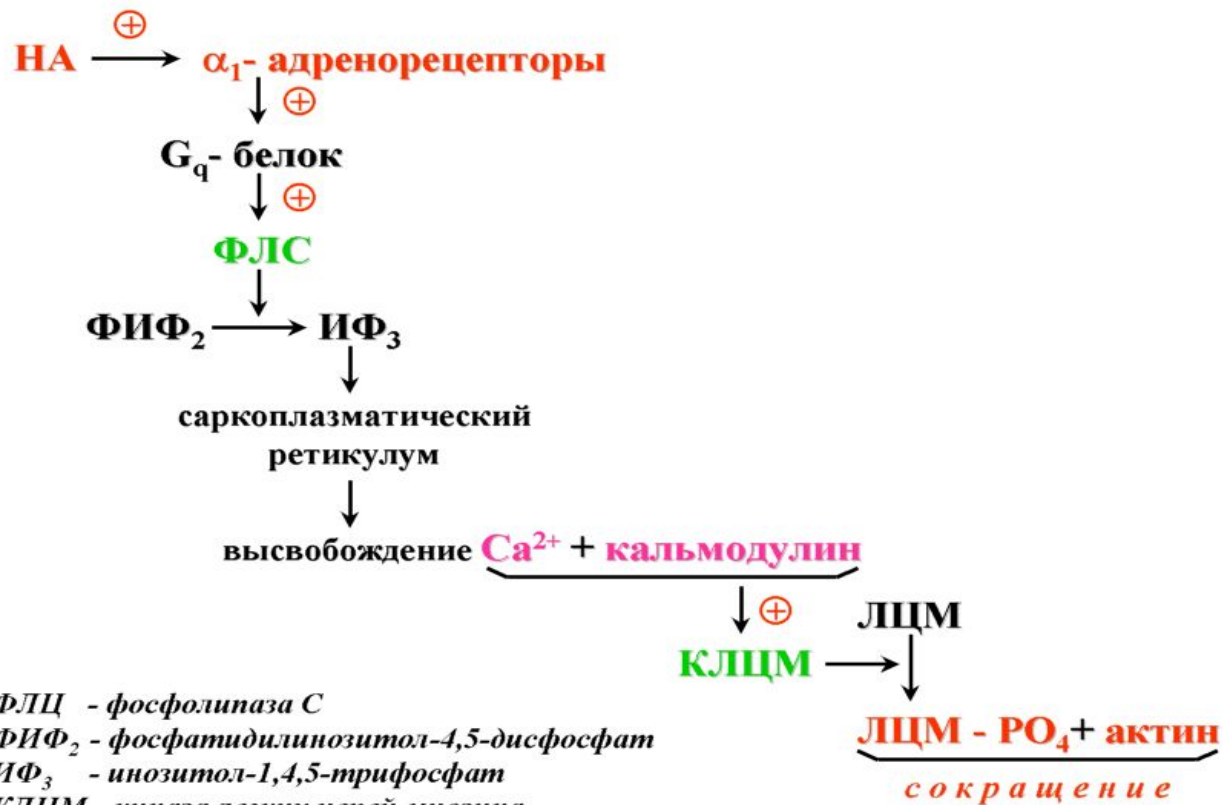 НА → α₁- адренорецепторы
G_q- белок
ФЛС
ФИФ₂ → ИФ₃
саркоплазматический
ретикулум
высвобождение Ca²⁺ + кальмодулин
ЛЦМ
КЛЦМ
ЛЦМ - PO₄+ актин
сокращение
ФЛЦ - фосфолипаза С
ФИФ₂ - фосфатидилинозитол-4,5-дисфосфат
ИФ₃ - инозитол-1,4,5-трифосфат